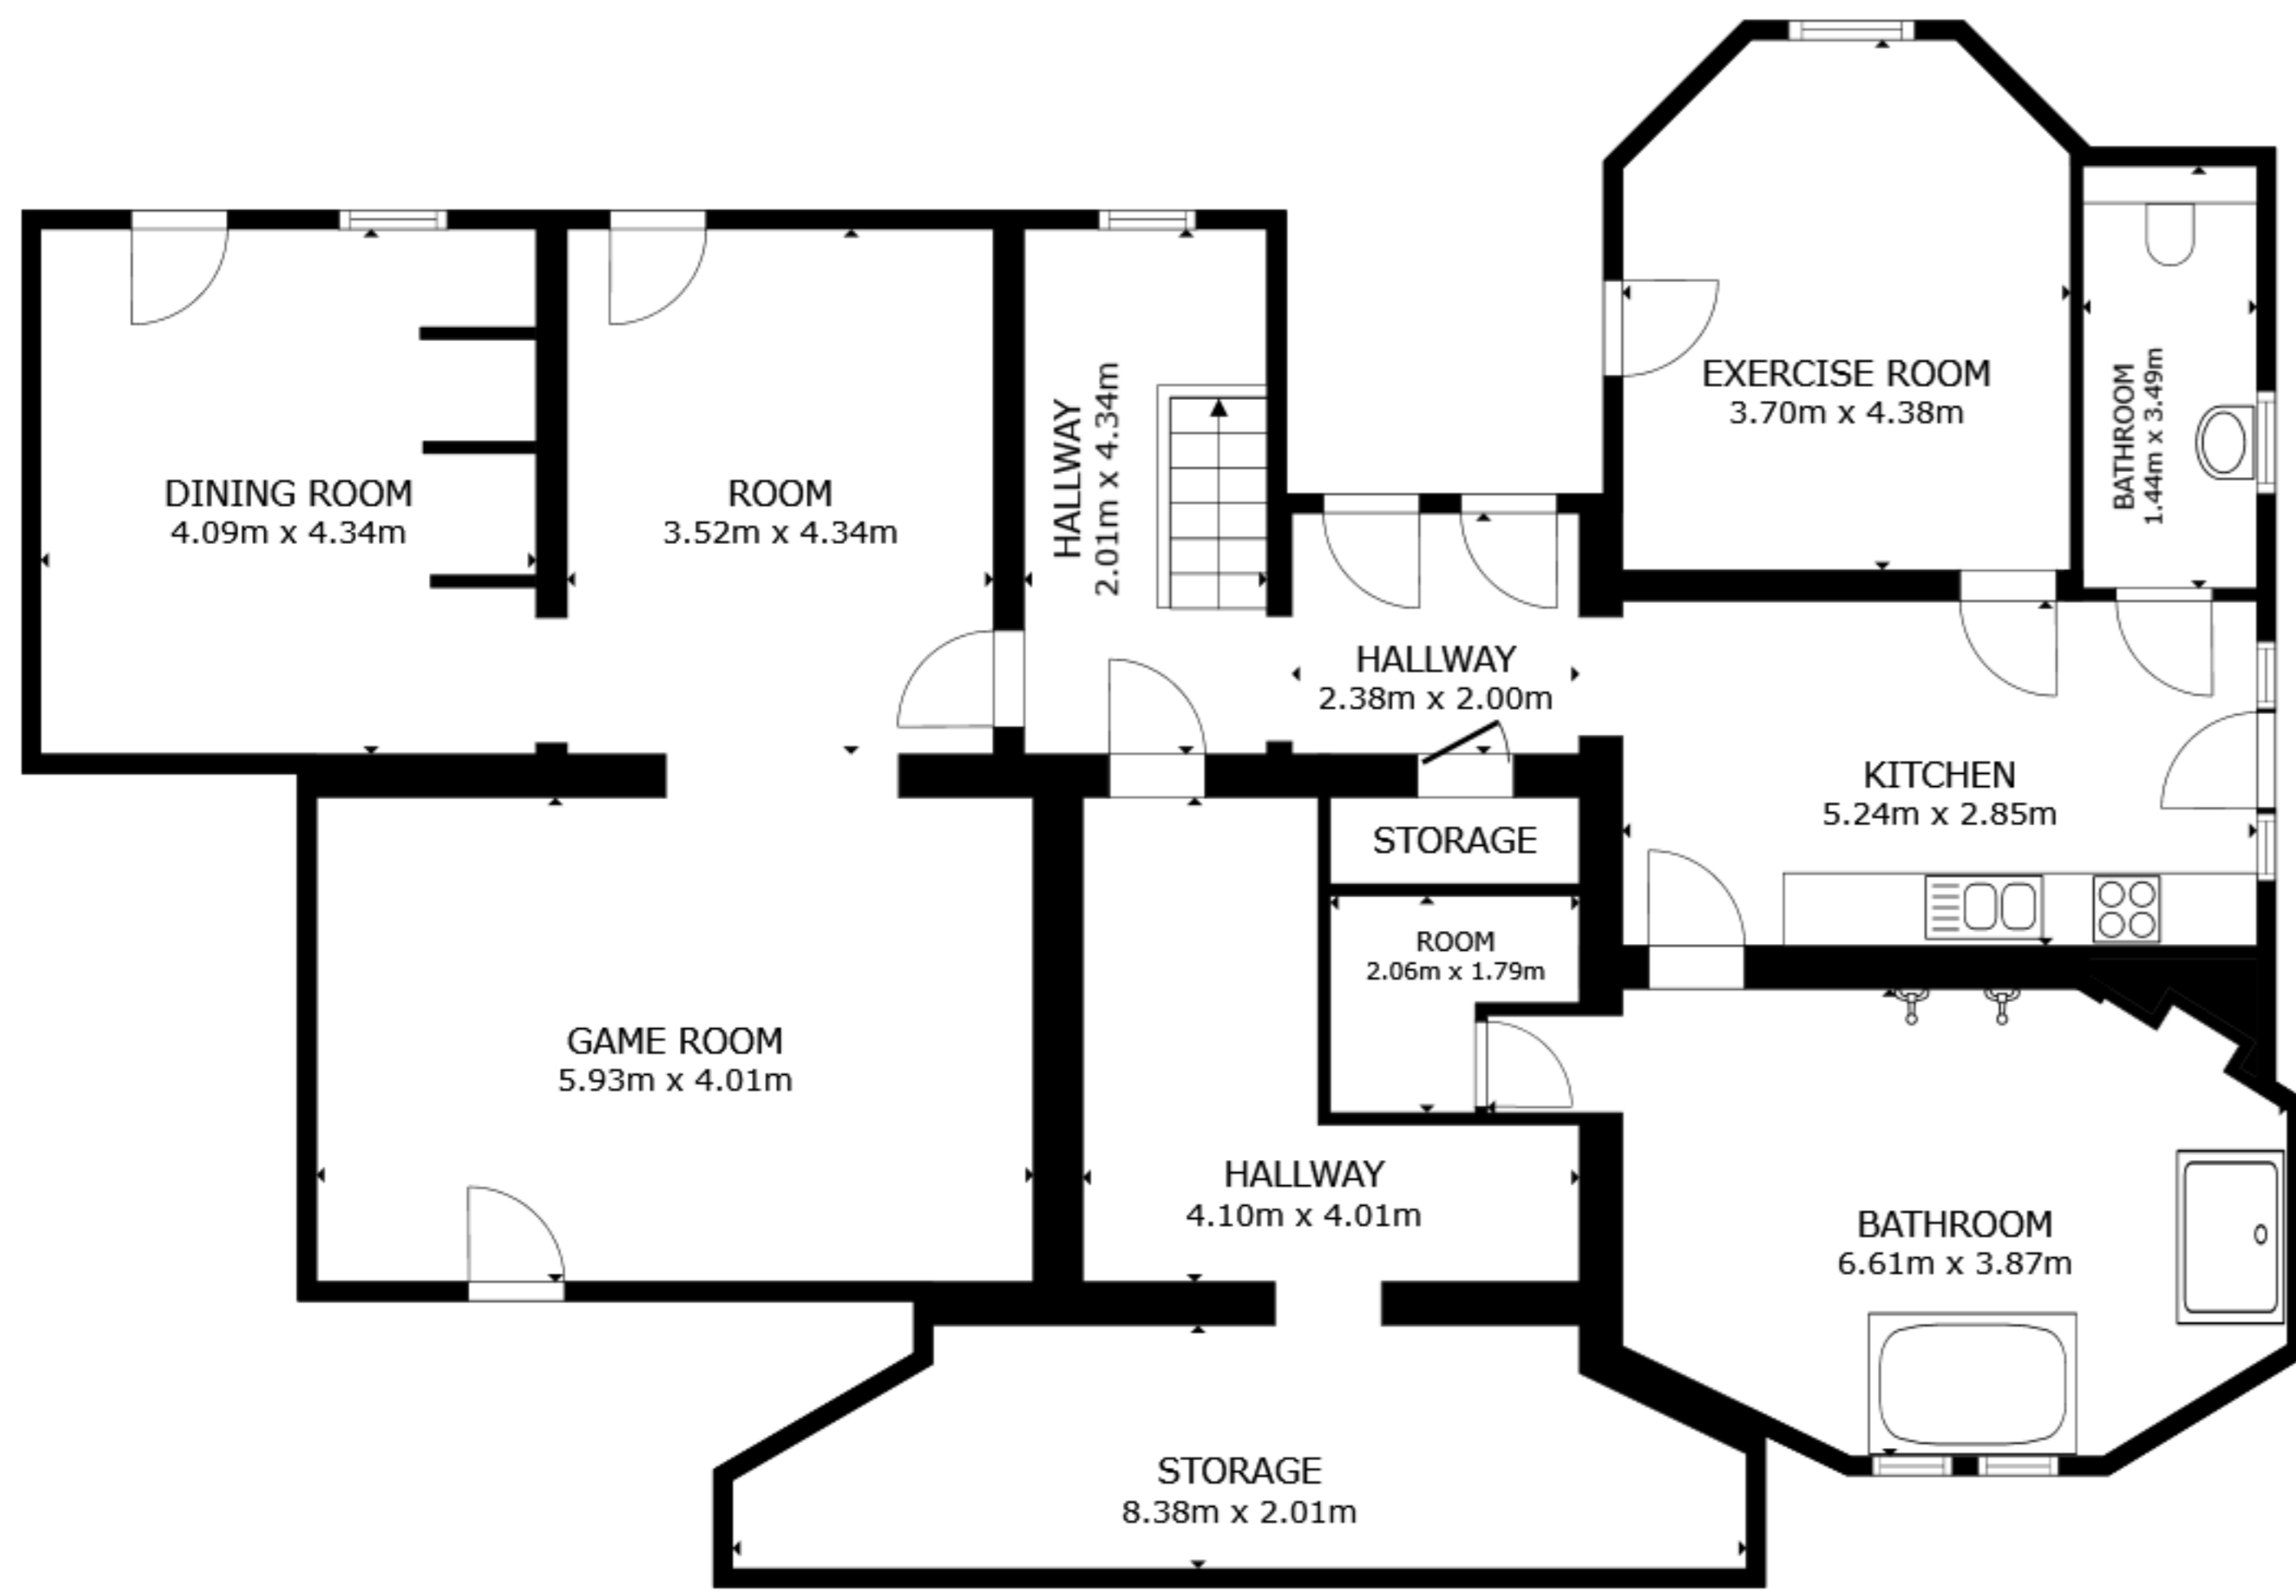 EXERCISE ROOM
3.70m x 4.38m
BATHROOM
1.44m x 3.49m
DINING ROOM
4.09m x 4.34m
ROOM
3.52m x 4.34m
HALLWAY
2.01m x 4.34m
HALLWAY
2.38m x 2.00m
KITCHEN
5.24m x 2.85m
STORAGE
ROOM
2.06m x 1.79m
GAME ROOM
5.93m x 4.01m
HALLWAY
4.10m x 4.01m
BATHROOM
6.61m x 3.87m
STORAGE
8.38m x 2.01m